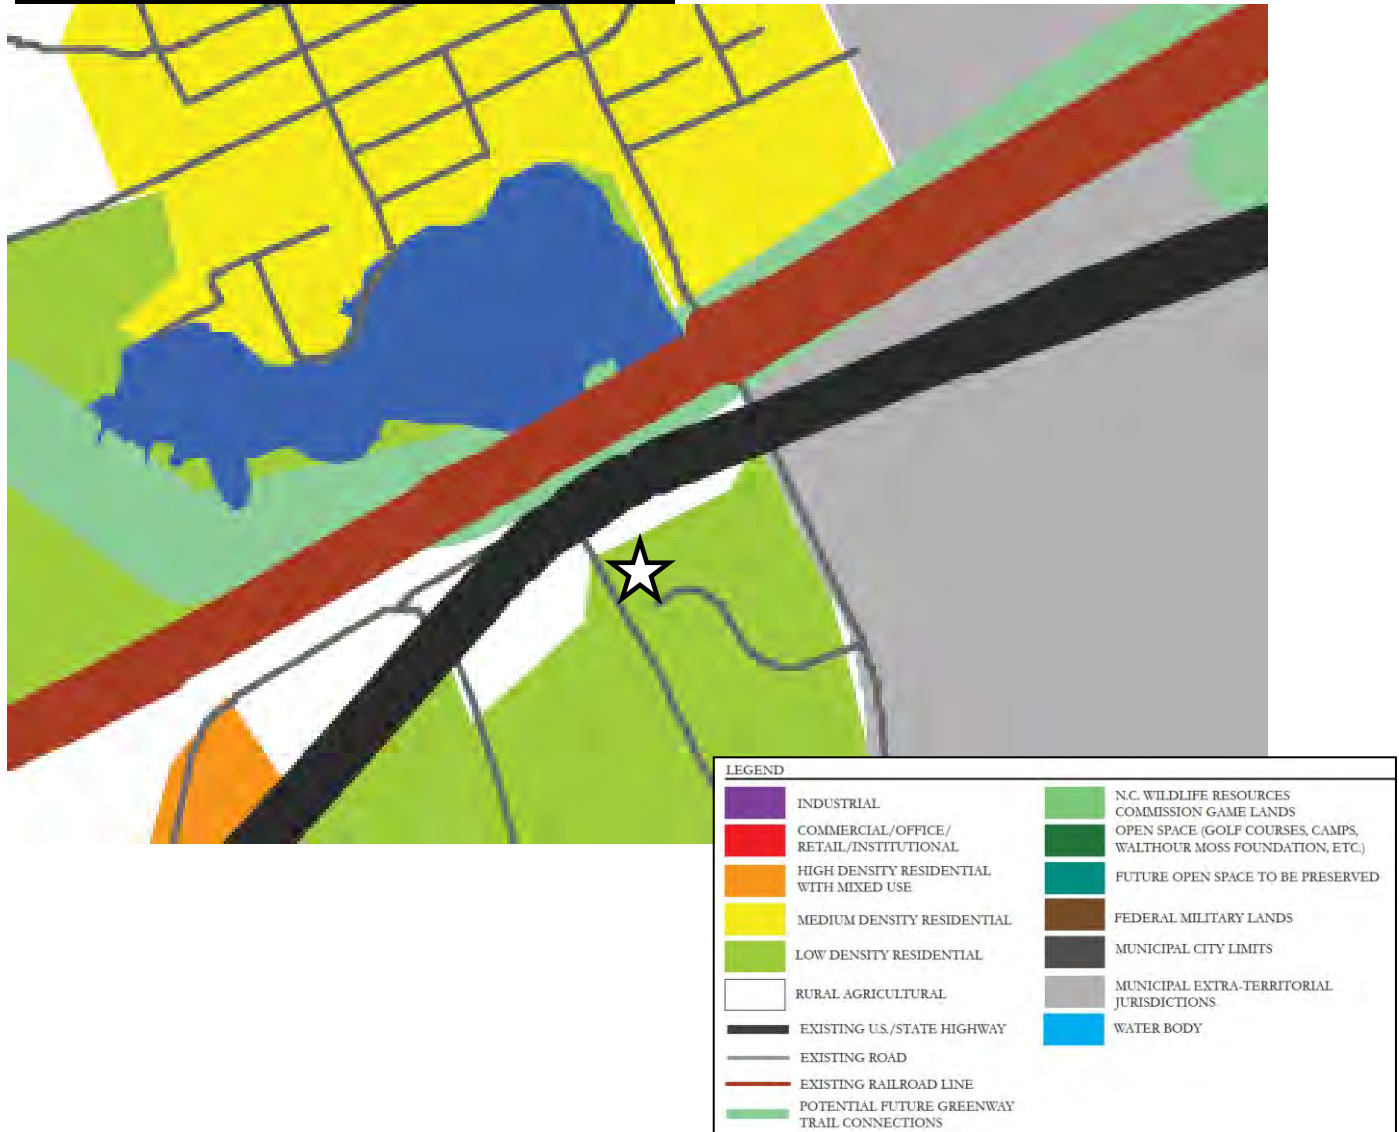 LEGEND
INDUSTRIAL
COMMERCIAL/OFFICE/
RETAIL/INSTITUTIONAL
HIGH DENSITY RESIDENTIAL
WITH MIXED USE
MEDIUM DENSITY RESIDENTIAL
LOW DENSITY RESIDENTIAL
RURAL AGRICULTURAL
EXISTING U.S./STATE HIGHWAY
EXISTING ROAD
EXISTING RAILROAD LINE
POTENTIAL FUTURE GREENWAY
TRAIL CONNECTIONS
N.C. WILDLIFE RESOURCES
COMMISSION GAME LANDS
OPEN SPACE (GOLF COURSES, CAMPS,
WALTHOUR MOSS FOUNDATION, ETC.)
FUTURE OPEN SPACE TO BE PRESERVED
FEDERAL MILITARY LANDS
MUNICIPAL CITY LIMITS
MUNICIPAL EXTRA-TERRITORIAL
JURISDICTIONS
WATER BODY